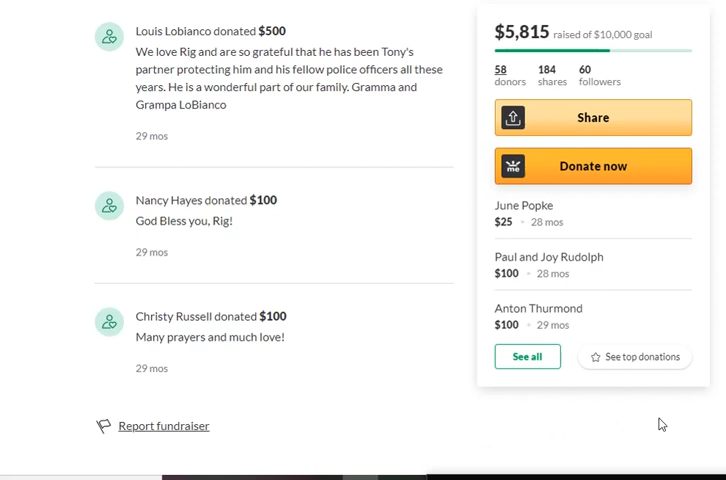 Louis Lobianco donated $500
We love Rig and are so grateful that he has been Tony's
partner protecting him and his fellow police officers all these
years. He is a wonderful part of our family. Gramma and
Grampa LoBianco
29 mos
Nancy Hayes donated $100
God Bless you, Rig!
29 mos
Christy Russell donated $100
Many prayers and much love!
29 mos
Report fundraiser
$5,815 raised of $10,000 goal
58 184 60
donors shares followers
Share
me Donate now
June Popke
$25 • 28 mos
Paul and Joy Rudolph
$100 • 28 mos
Anton Thurmond
$100 • 29 mos
See all See top donations